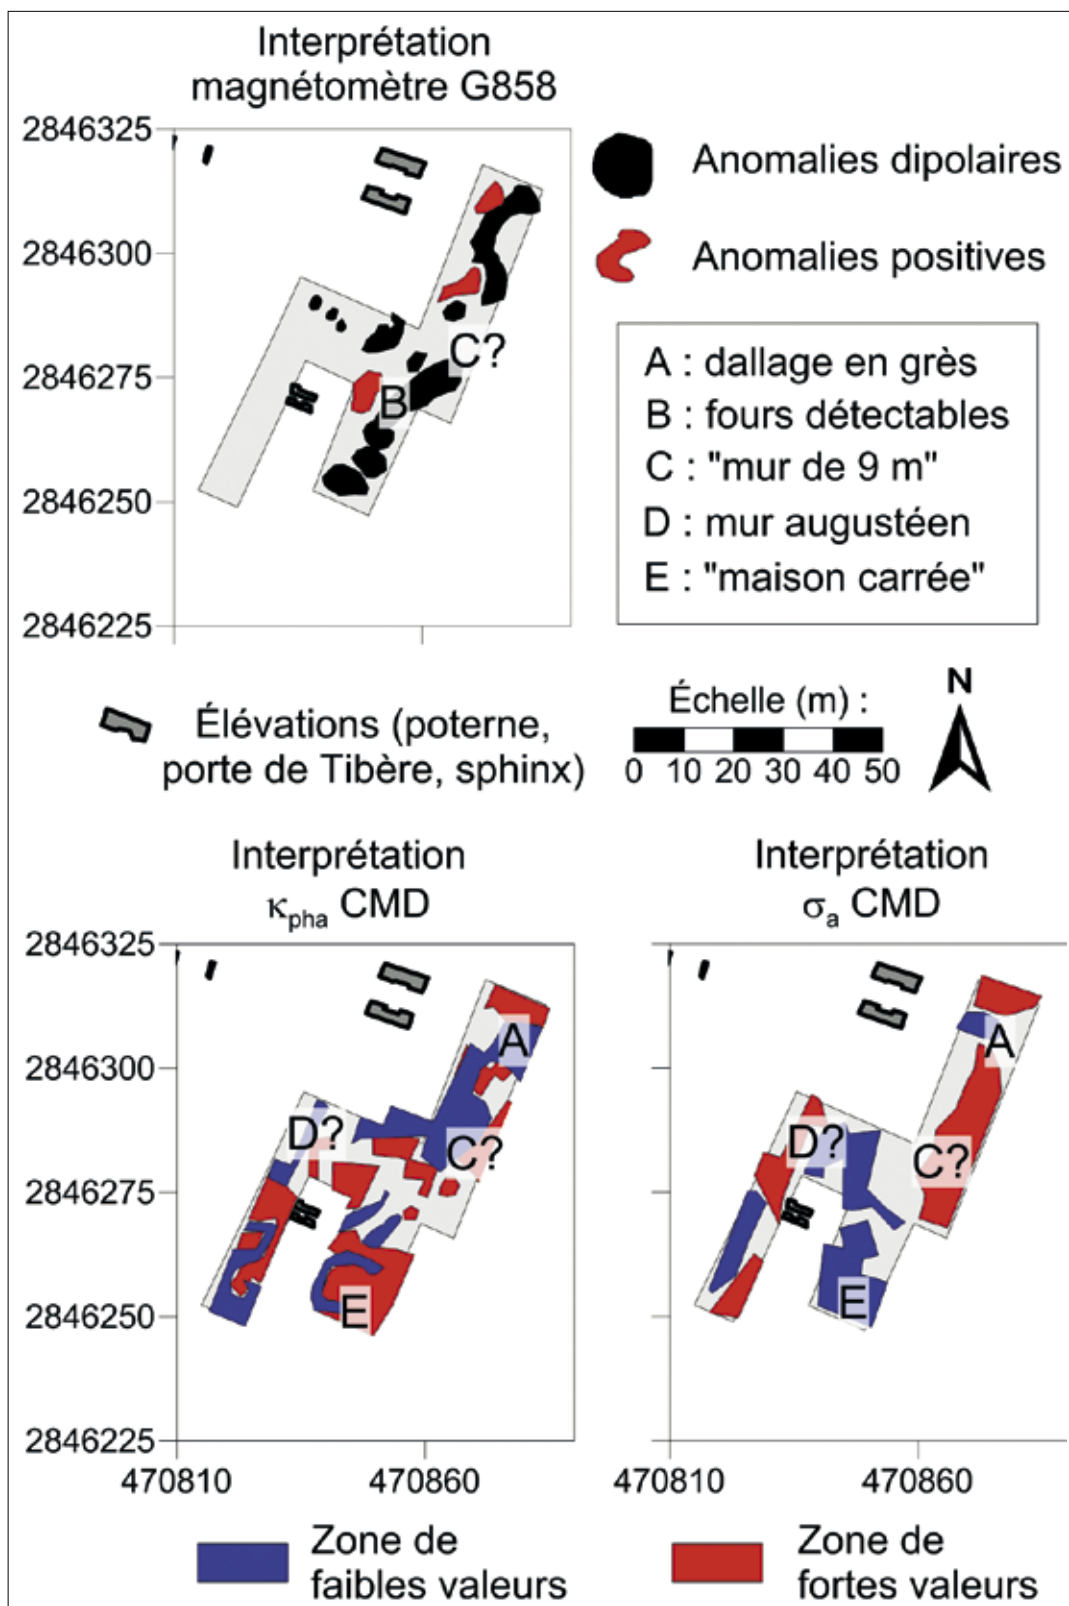 Interprétation
magnétomètre G858
2846325
2846300
2846275
2846250
2846225
C?
B
Anomalies dipolaires
Anomalies positives
A : dallage en grès
B : fours détectables
C : "mur de 9 m"
D : mur augustéen
E : "maison carrée"
Élévations (poterne,
porte de Tibère, sphinx)
Échelle (m) :
0 10 20 30 40 50
N
Interprétation
κpha CMD
2846325
2846300
2846275
2846250
2846225
A
D?
C?
E
470810
470860
Interprétation
σa CMD
A
D?
C?
E
470810
470860
Zone de
faibles valeurs
Zone de
fortes valeurs